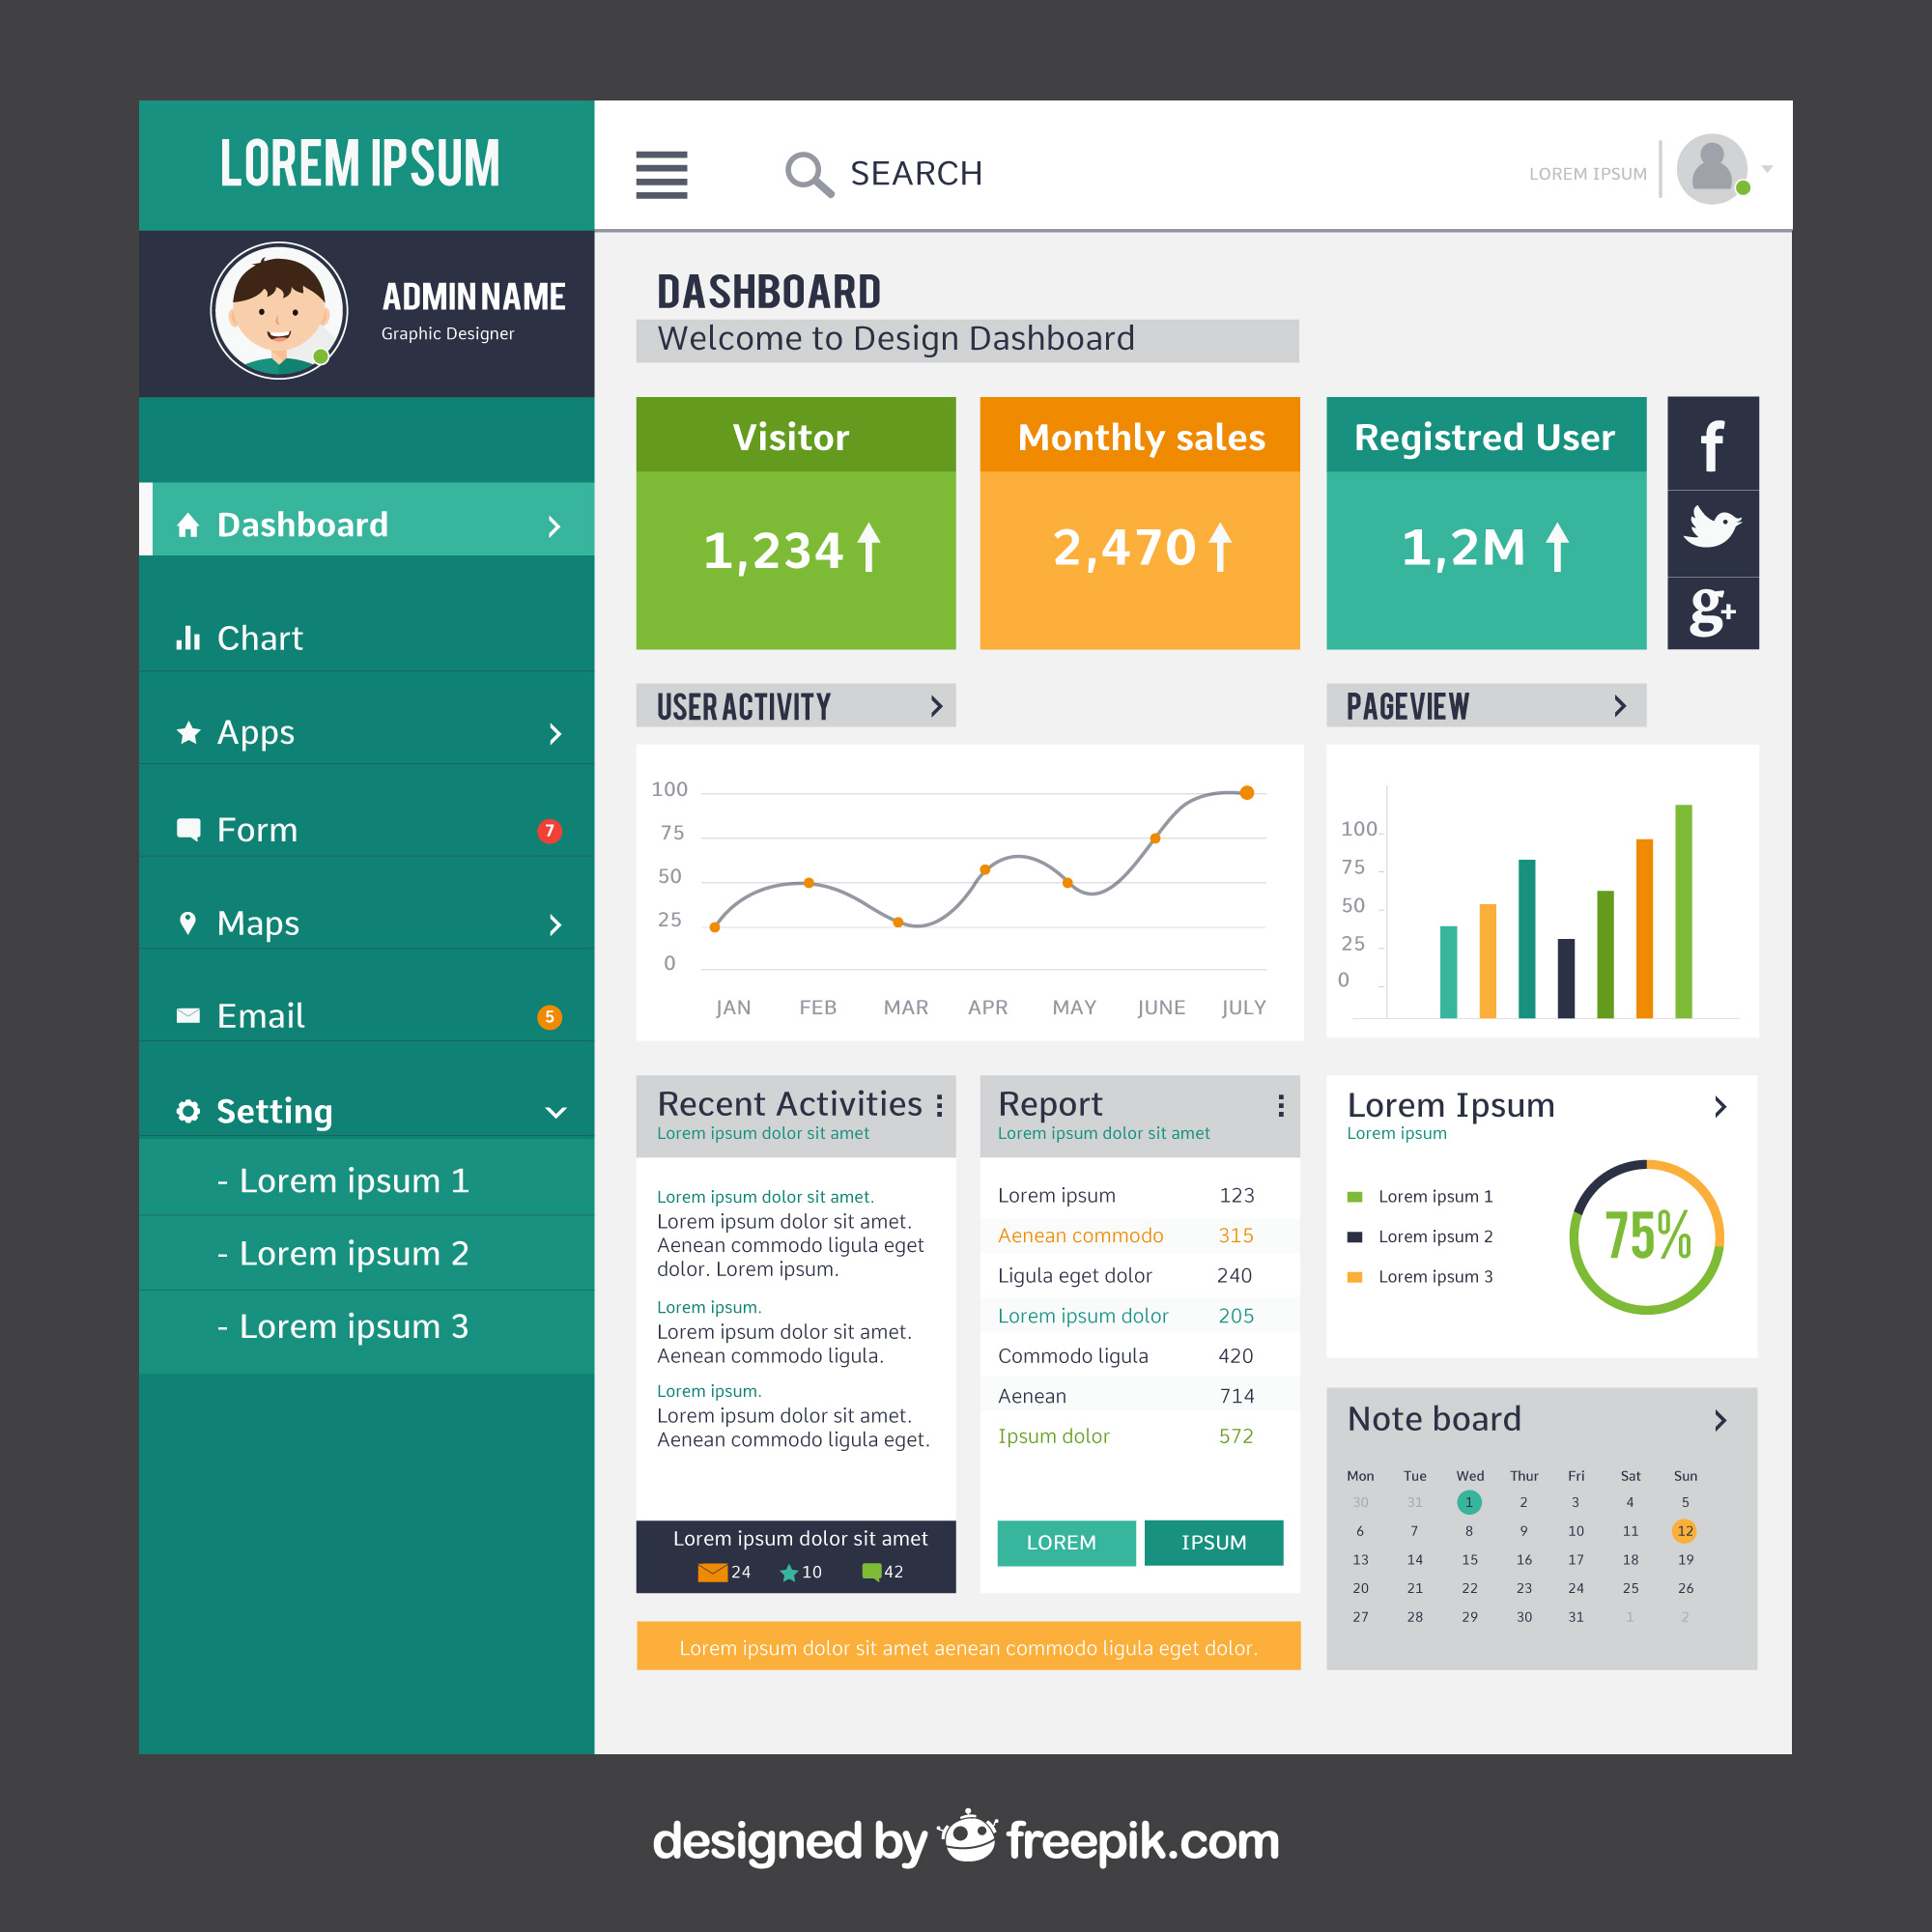 LOREM IPSUM
SEARCH
LOREM IPSUM
ADMIN NAME
Graphic Designer
Dashboard
Chart
Apps
Form 7
Maps
Email 5
Setting
- Lorem ipsum 1
- Lorem ipsum 2
- Lorem ipsum 3
DASHBOARD
Welcome to Design Dashboard
Visitor
1,234
Monthly sales
2,470
Registred User
1,2M
f
g+
USER ACTIVITY
100
75
50
25
0
JAN FEB MAR APR MAY JUNE JULY
PAGEVIEW
100
75
50
25
0
Recent Activities
Lorem ipsum dolor sit amet
Lorem ipsum dolor sit amet.
Lorem ipsum dolor sit amet.
Aenean commodo ligula eget
dolor. Lorem ipsum.
Lorem ipsum.
Lorem ipsum dolor sit amet.
Aenean commodo ligula.
Lorem ipsum.
Lorem ipsum dolor sit amet.
Aenean commodo ligula eget.
Lorem ipsum dolor sit amet
24 10 42
Report
Lorem ipsum dolor sit amet
Lorem ipsum 123
Aenean commodo 315
Ligula eget dolor 240
Lorem ipsum dolor 205
Commodo ligula 420
Aenean 714
Ipsum dolor 572
LOREM IPSUM
Lorem ipsum dolor sit amet aenean commodo ligula eget dolor.
Lorem Ipsum
Lorem ipsum
Lorem ipsum 1
Lorem ipsum 2
Lorem ipsum 3
75%
Note board
Mon Tue Wed Thur Fri Sat Sun
30 31 1 2 3 4 5
6 7 8 9 10 11 12
13 14 15 16 17 18 19
20 21 22 23 24 25 26
27 28 29 30 31 1 2
designed by freepik.com